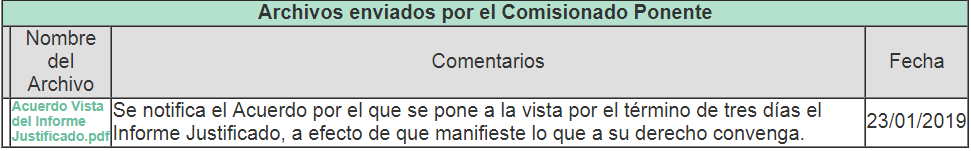 Archivos enviados por el Comisionado Ponente
Nombre
del
Archivo
Comentarios
Fecha
Acuerdo Vista
del Informe
Justificado.pdf
Se notifica el Acuerdo por el que se pone a la vista por el término de tres días el
Informe Justificado, a efecto de que manifieste lo que a su derecho convenga.
23/01/2019